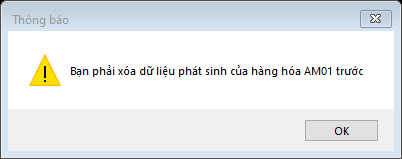 Thông báo
Bạn phải xóa dữ liệu phát sinh của hàng hóa AM01 trước
OK